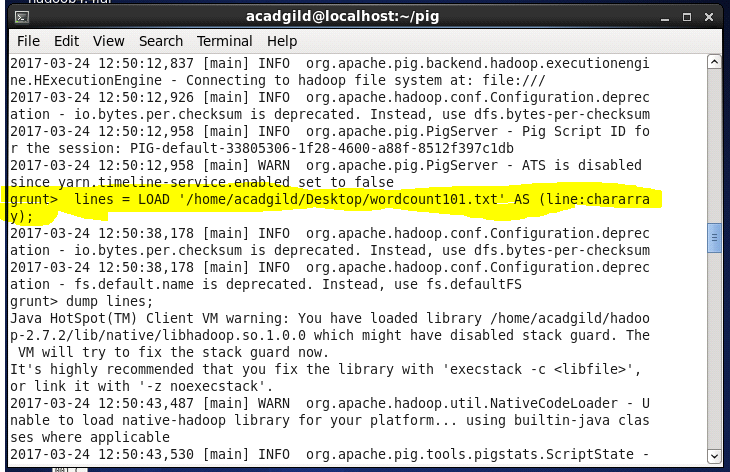 acadgild@localhost:~/pig
File Edit View Search Terminal Help
2017-03-24 12:50:12,837 [main] INFO  org.apache.pig.backend.hadoop.executionengi
ne.HExecutionEngine - Connecting to hadoop file system at: file:///
2017-03-24 12:50:12,926 [main] INFO  org.apache.hadoop.conf.Configuration.deprec
ation - io.bytes.per.checksum is deprecated. Instead, use dfs.bytes-per-checksum
2017-03-24 12:50:12,958 [main] INFO  org.apache.pig.PigServer - Pig Script ID fo
r the session: PIG-default-33805306-1f28-4600-a88f-8512f397c1db
2017-03-24 12:50:12,958 [main] WARN  org.apache.pig.PigServer - ATS is disabled
since yarn.timeline-service.enabled set to false
grunt>  lines = LOAD '/home/acadgild/Desktop/wordcount101.txt' AS (line:chararra
y);
2017-03-24 12:50:38,178 [main] INFO  org.apache.hadoop.conf.Configuration.deprec
ation - io.bytes.per.checksum is deprecated. Instead, use dfs.bytes-per-checksum
2017-03-24 12:50:38,178 [main] INFO  org.apache.hadoop.conf.Configuration.deprec
ation - fs.default.name is deprecated. Instead, use fs.defaultFS
grunt> dump lines;
Java HotSpot(TM) Client VM warning: You have loaded library /home/acadgild/hadoo
p-2.7.2/lib/native/libhadoop.so.1.0.0 which might have disabled stack guard. The
 VM will try to fix the stack guard now.
It's highly recommended that you fix the library with 'execstack -c <libfile>',
or link it with '-z noexecstack'.
2017-03-24 12:50:43,487 [main] WARN  org.apache.hadoop.util.NativeCodeLoader - U
nable to load native-hadoop library for your platform... using builtin-java clas
ses where applicable
2017-03-24 12:50:43,530 [main] INFO  org.apache.pig.tools.pigstats.ScriptState -